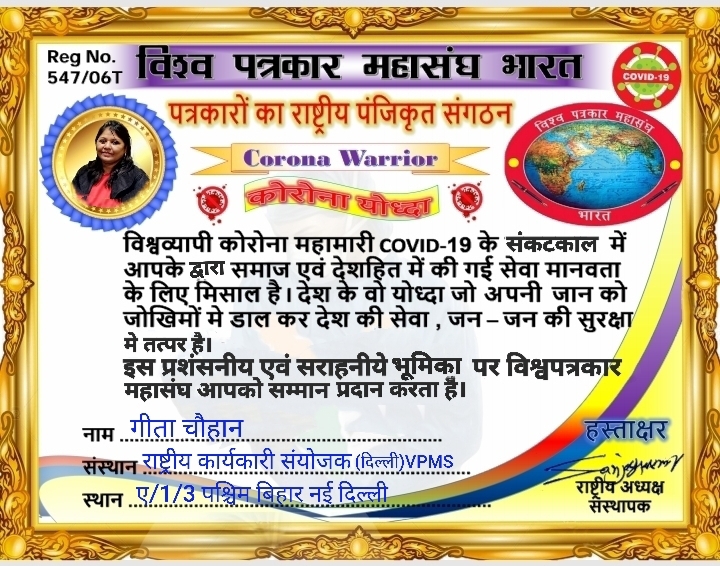 Reg No.
547/06T
विश्व पत्रकार महासंघ भारत
COVID-19
पत्रकारों का राष्ट्रीय पंजिकृत संगठन
विश्व पत्रकार महासंघ
भारत
Corona Warrior
कोरोना योध्दा
विश्वव्यापी कोरोना महामारी COVID-19 के संकटकाल में
आपके द्वारा समाज एवं देशहित में की गई सेवा मानवता
के लिए मिसाल है। देश के वो योध्दा जो अपनी जान को
जोखिमों मे डाल कर देश की सेवा , जन – जन की सुरक्षा
मे तत्पर है।
इस प्रशंसनीय एवं सराहनीये भूमिका पर विश्वपत्रकार
महासंघ आपको सम्मान प्रदान करता है।
नाम गीता चौहान
संस्थान राष्ट्रीय कार्यकारी संयोजक (दिल्ली)VPMS
स्थान ए/1/3 पश्चिम बिहार नई दिल्ली
हस्ताक्षर
राष्ट्रीय अध्यक्ष
संस्थापक